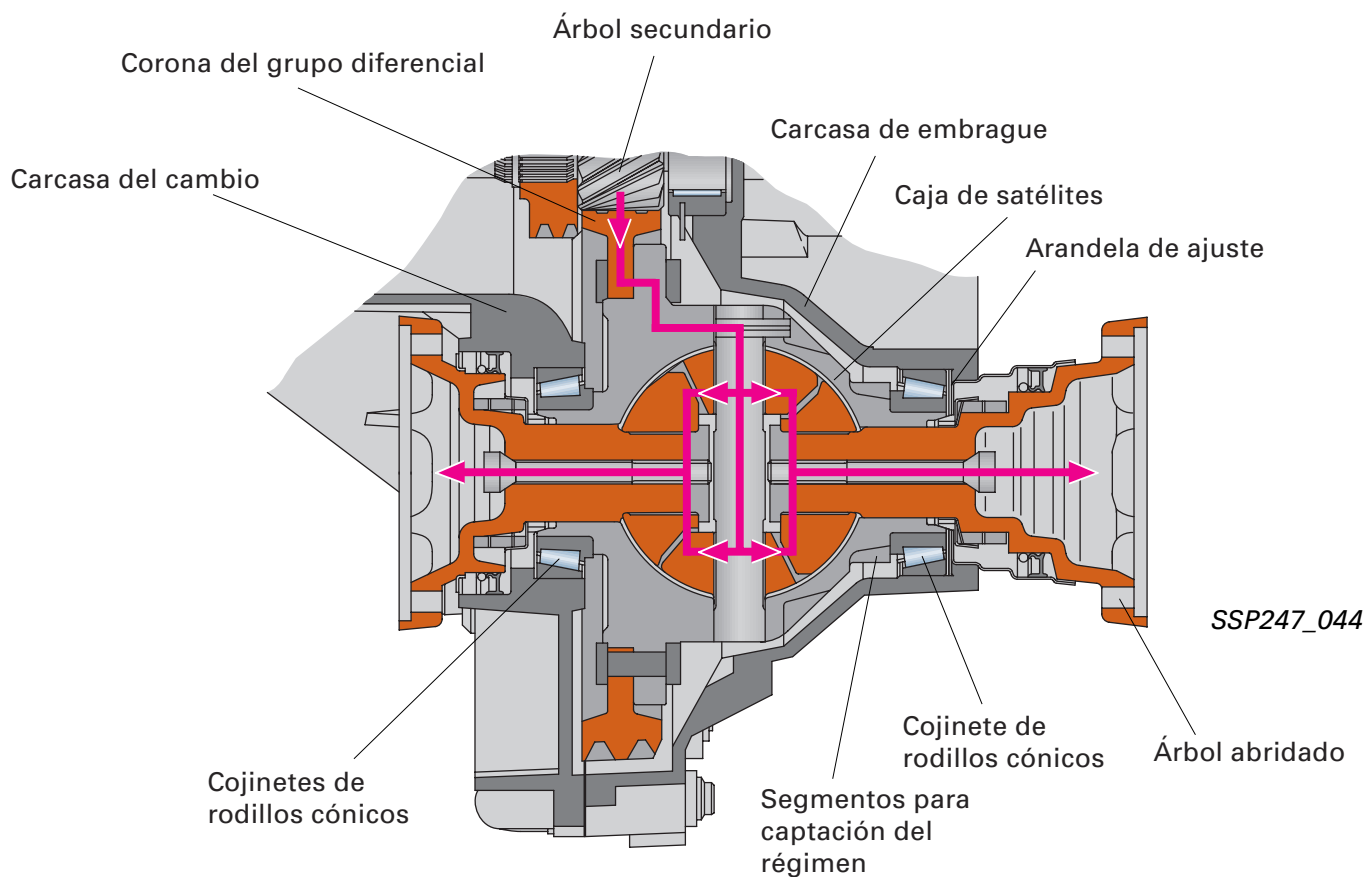 Árbol secundario
Corona del grupo diferencial
Carcasa de embrague
Carcasa del cambio
Caja de satélites
Arandela de ajuste
SSP247_044
Cojinete de
rodillos cónicos
Árbol abridado
Cojinetes de
rodillos cónicos
Segmentos para
captación del
régimen